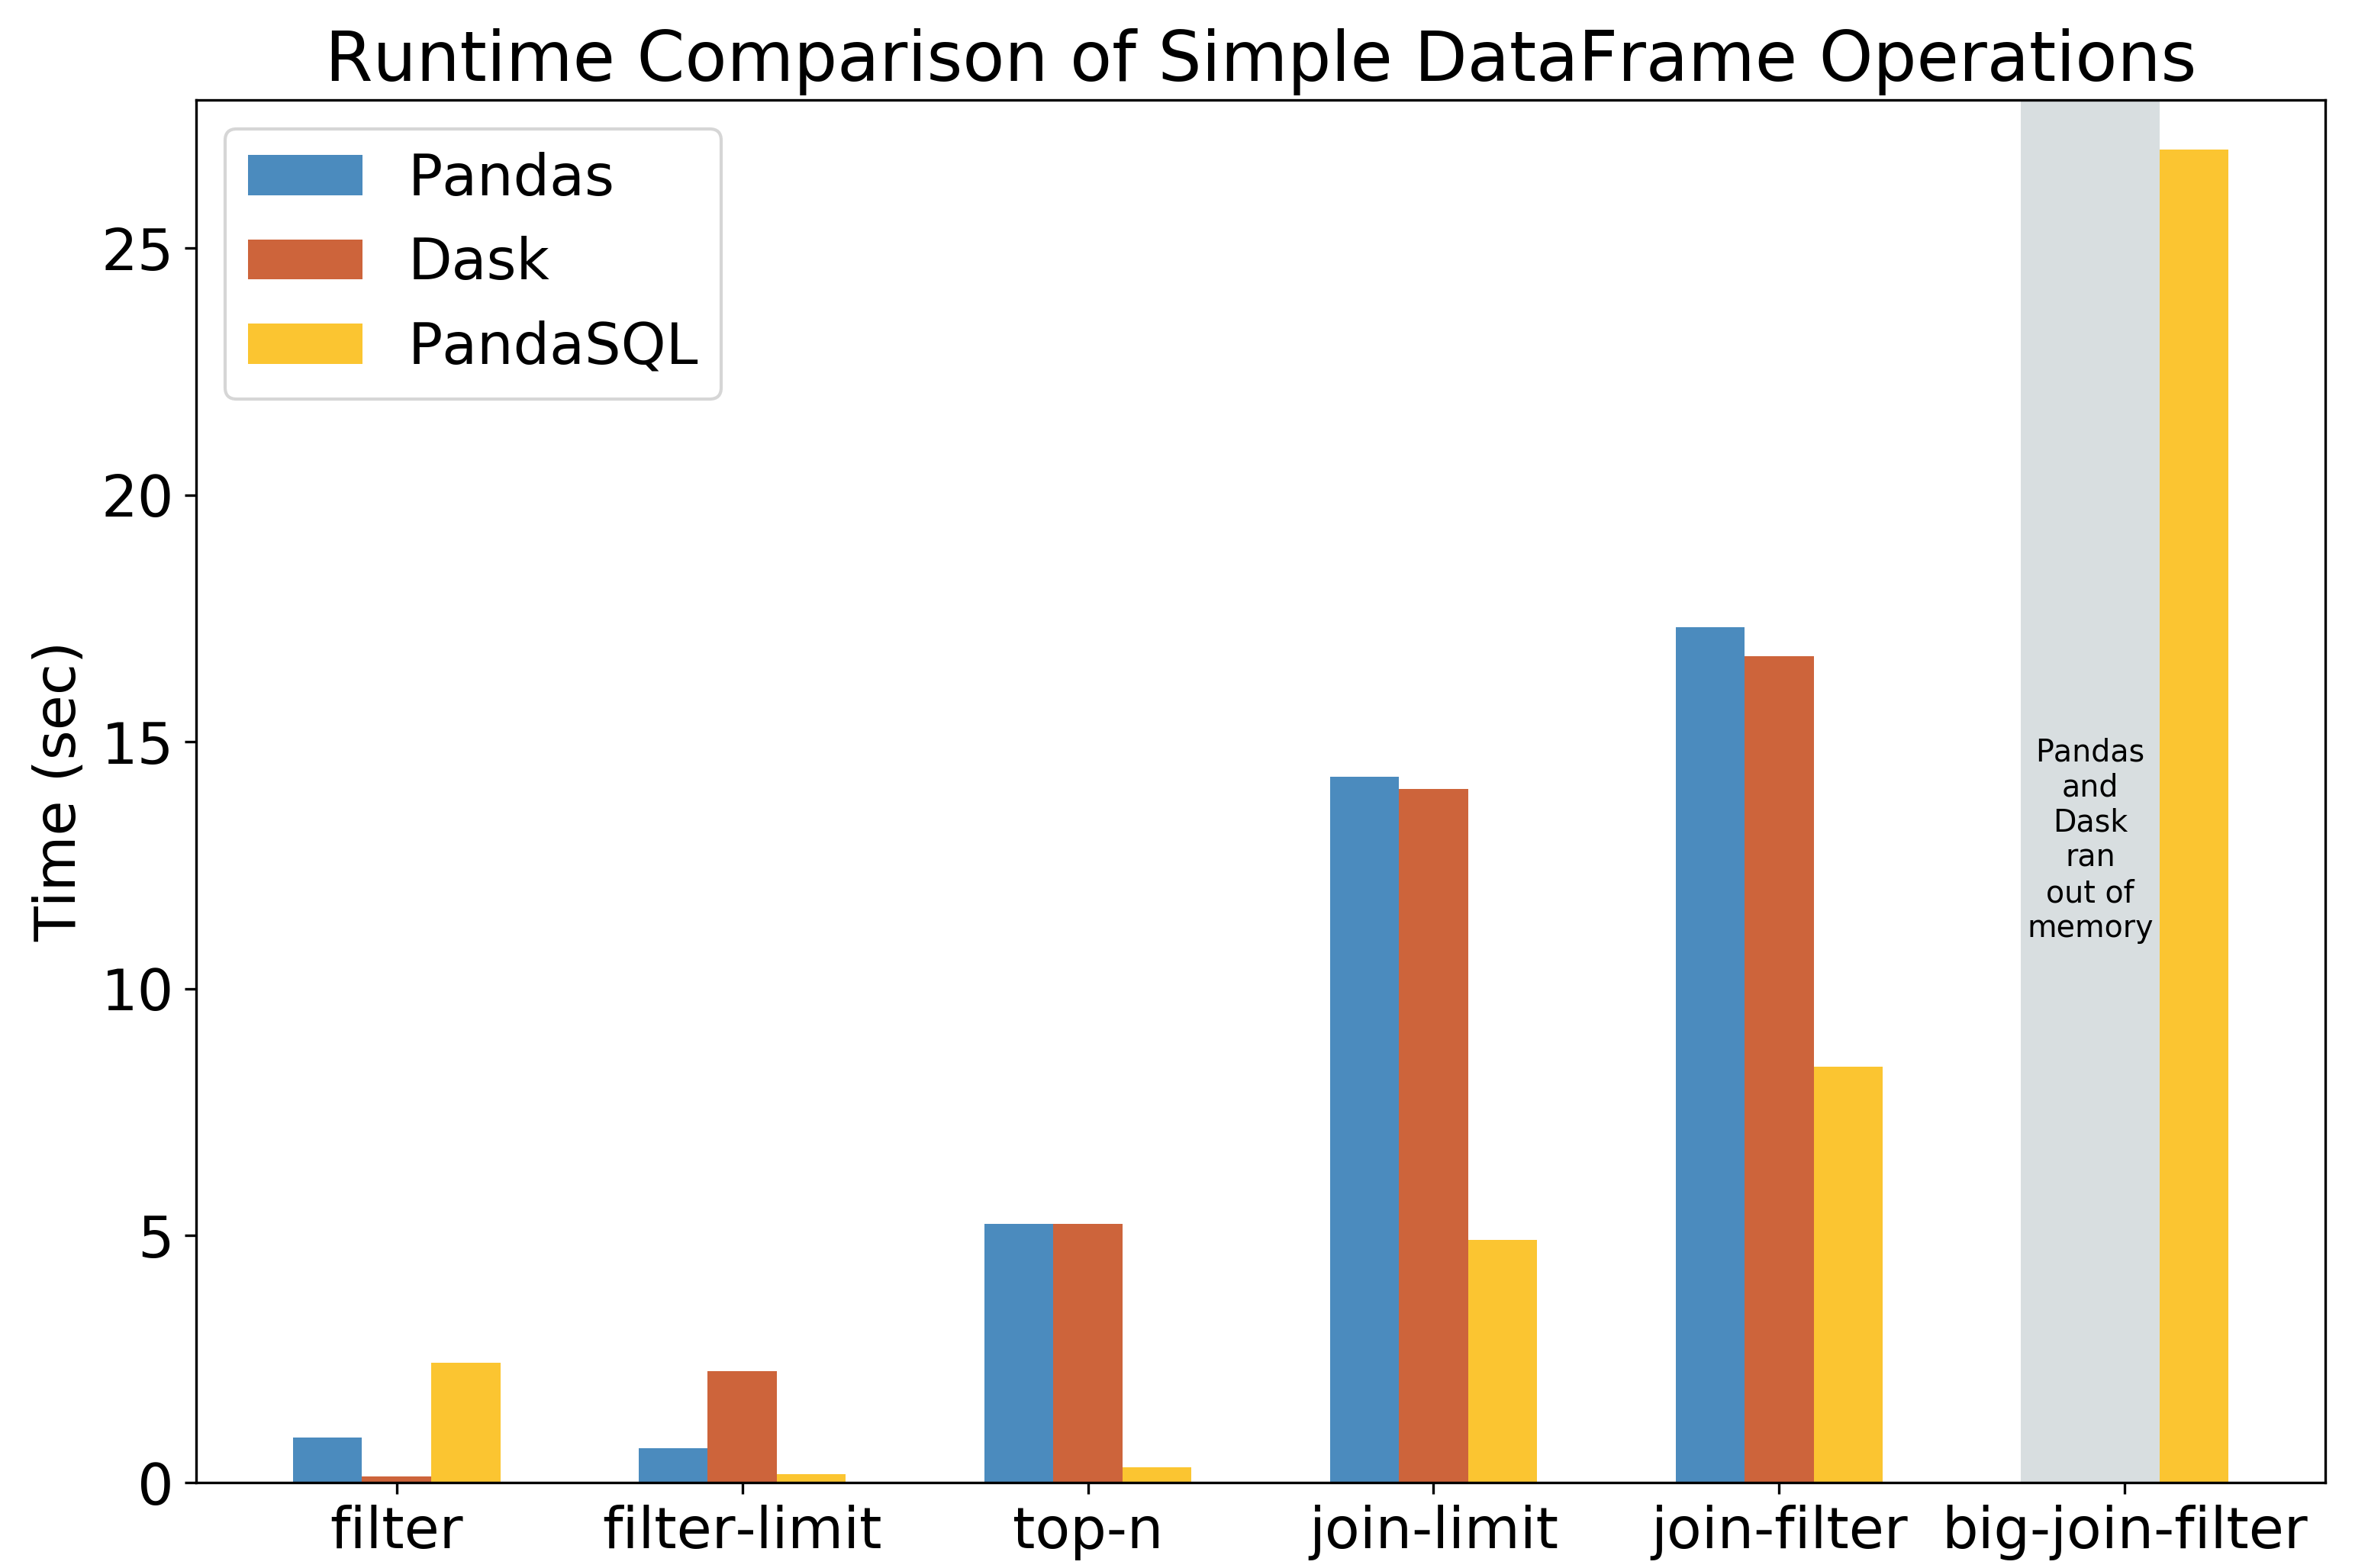 Runtime Comparison of Simple DataFrame Operations
Pandas
Dask
PandaSQL
Time (sec)
25
20
15
10
5
0
Pandas
and
Dask
ran
out of
memory
filter
filter-limit
top-n
join-limit
join-filter
big-join-filter